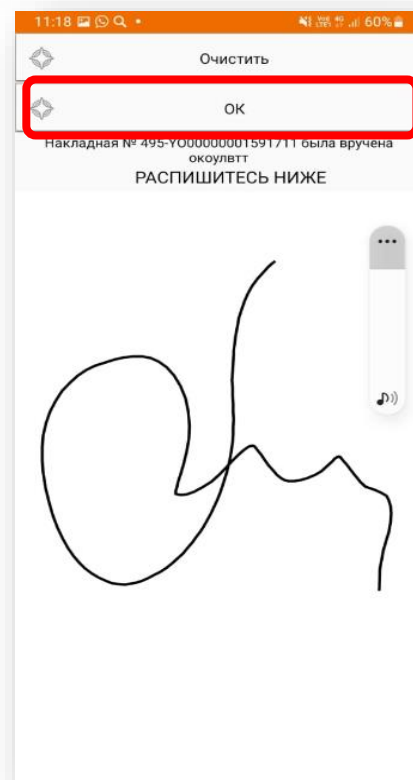 11:18 60%
Очистить
ОК
Накладная № 495-YO00000001591711 была вручена
окоулвтт
РАСПИШИТЕСЬ НИЖЕ